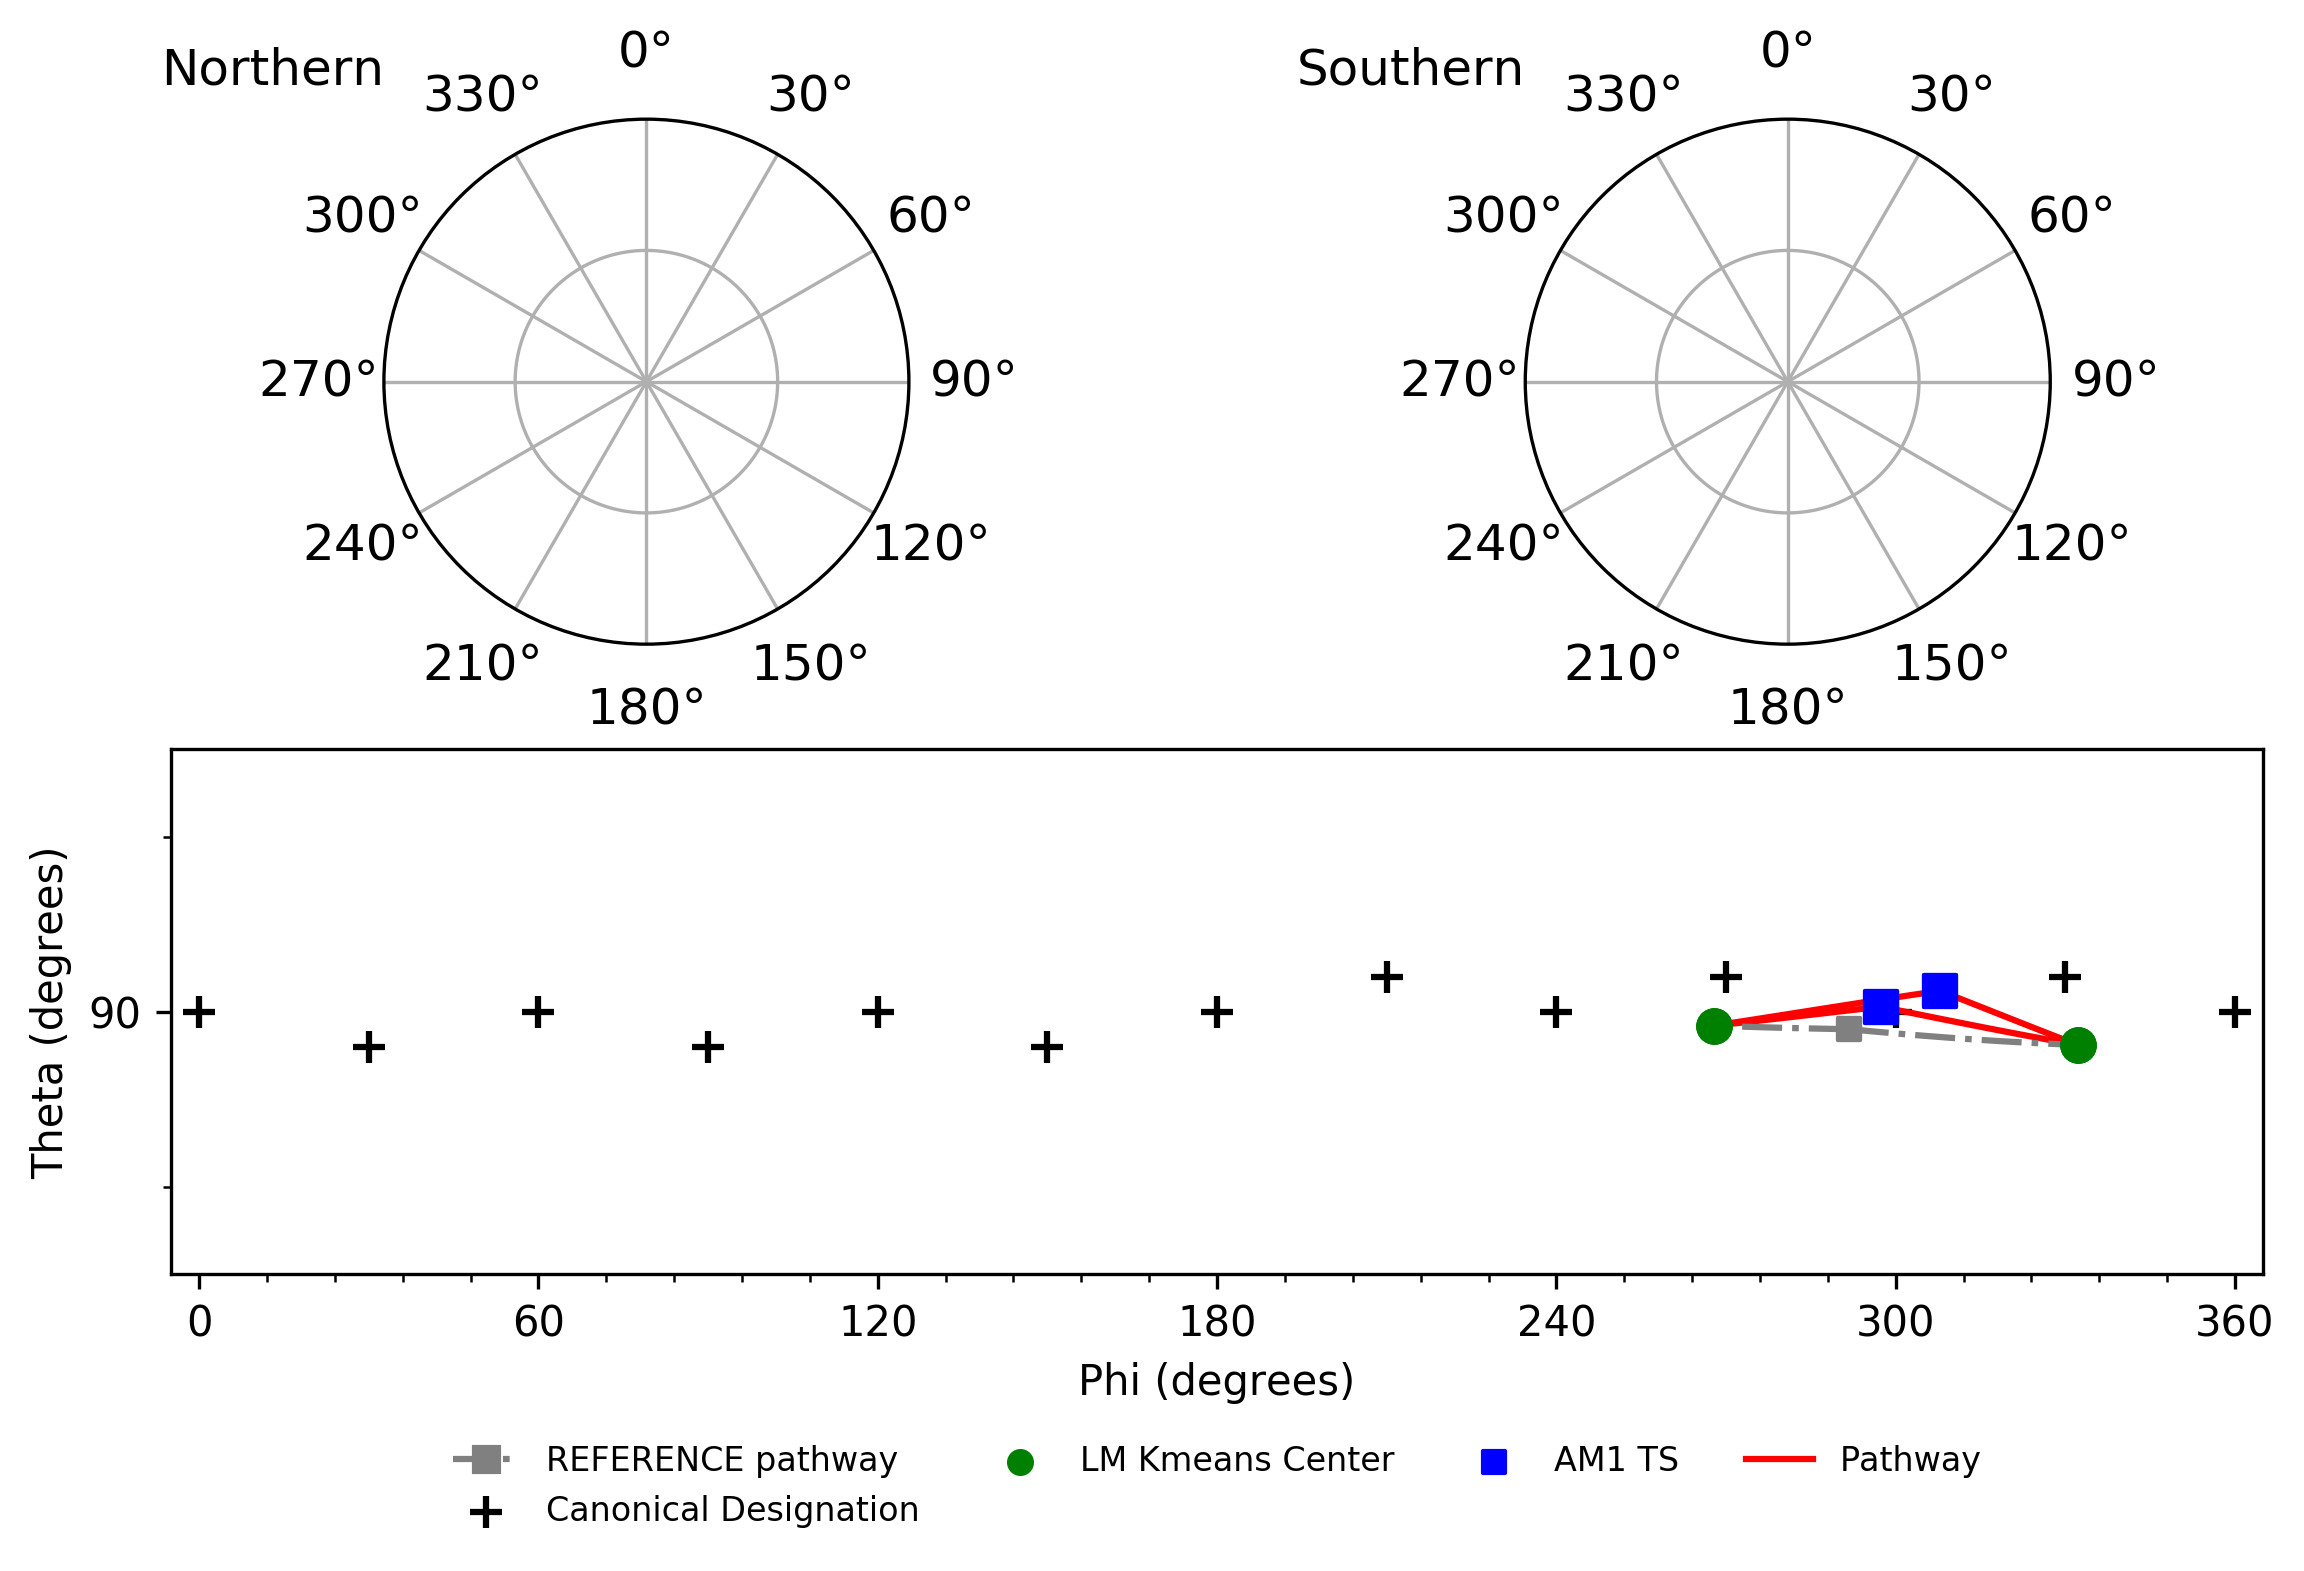 Northern
0°
330°
30°
300°
60°
270°
90°
240°
120°
210°
150°
180°
Southern
0°
330°
30°
300°
60°
270°
90°
240°
120°
210°
150°
180°
Theta (degrees)
90
0 60 120 180 240 300 360
Phi (degrees)
REFERENCE pathway
Canonical Designation
LM Kmeans Center
AM1 TS
Pathway